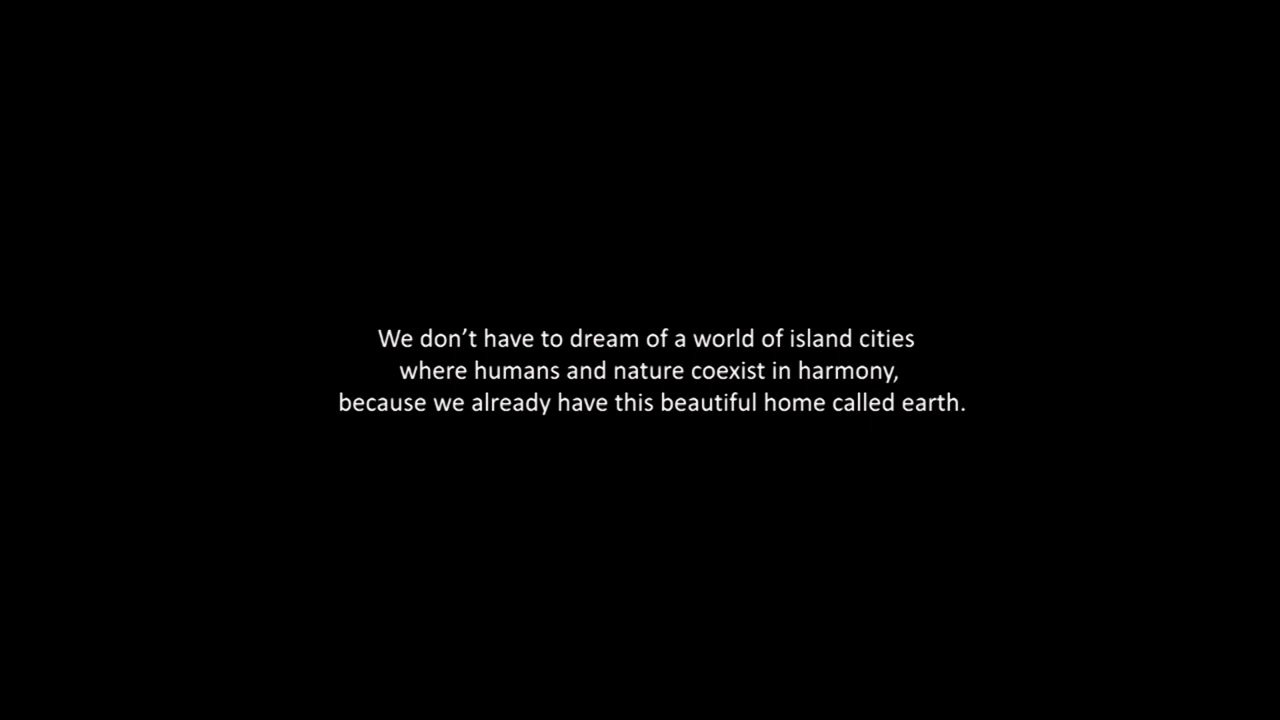 We don’t have to dream of a world of island cities
where humans and nature coexist in harmony,
because we already have this beautiful home called earth.